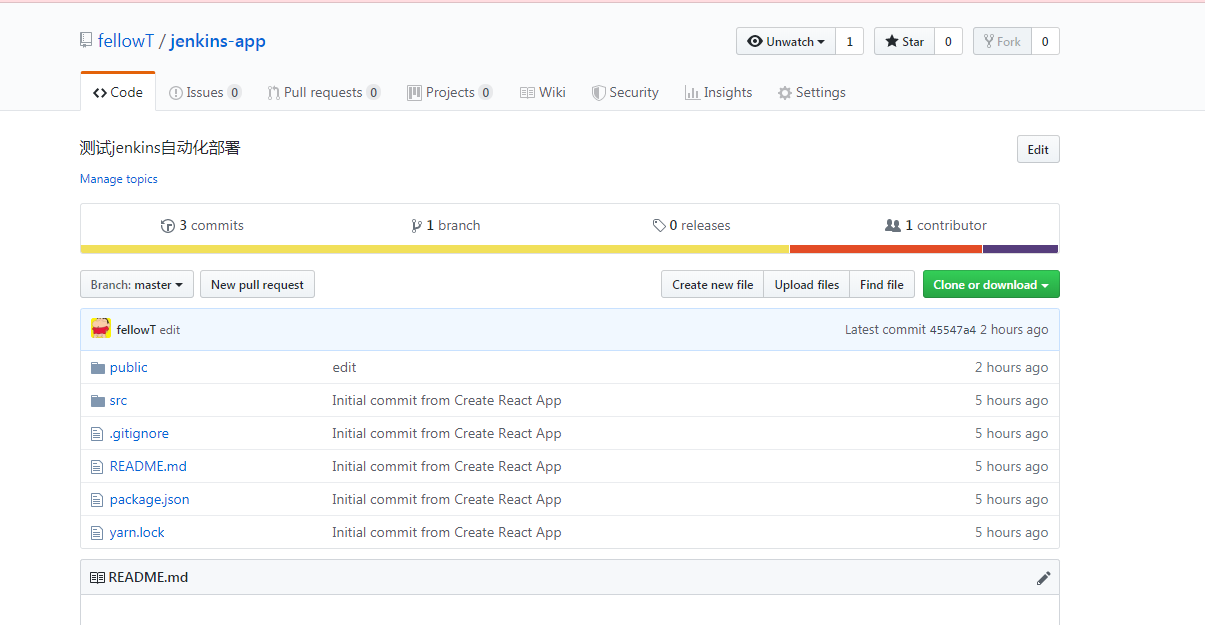 fellowT / jenkins-app
Unwatch 1 Star 0 Fork 0
Code Issues 0 Pull requests 0 Projects 0 Wiki Security Insights Settings
测试jenkins自动化部署
Edit
Manage topics
3 commits 1 branch 0 releases 1 contributor
Branch: master New pull request Create new file Upload files Find file Clone or download
fellowT edit Latest commit 45547a4 2 hours ago
public edit 2 hours ago
src Initial commit from Create React App 5 hours ago
.gitignore Initial commit from Create React App 5 hours ago
README.md Initial commit from Create React App 5 hours ago
package.json Initial commit from Create React App 5 hours ago
yarn.lock Initial commit from Create React App 5 hours ago
README.md